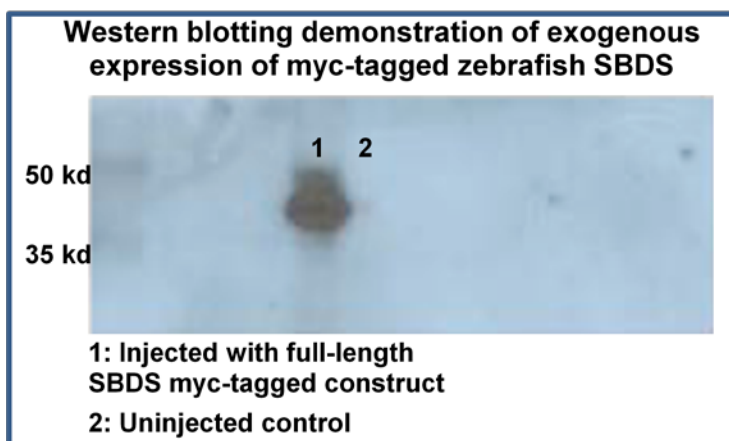 Western blotting demonstration of exogenous
expression of myc-tagged zebrafish SBDS
1 2
50 kd
35 kd
1: Injected with full-length
SBDS myc-tagged construct
2: Uninjected control